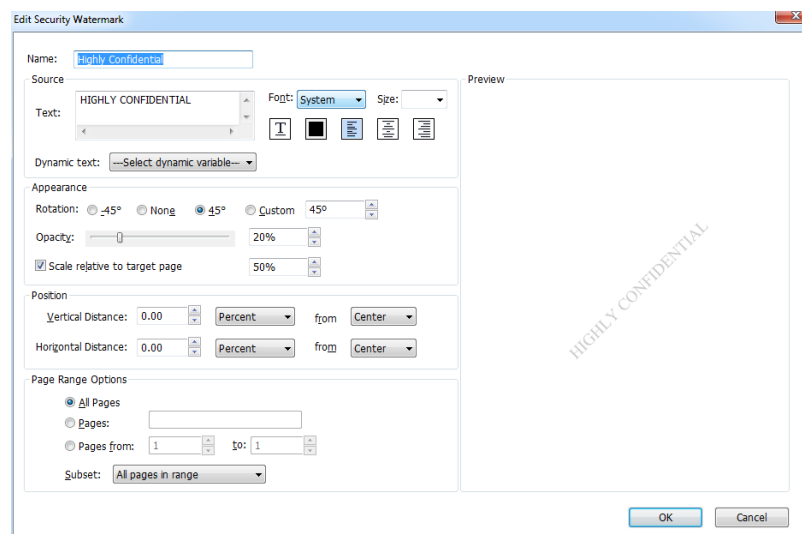 Edit Security Watermark
Name: Highly Confidential
Source
Text: HIGHLY CONFIDENTIAL
Font: System Size:
T
Dynamic text: ---Select dynamic variable---
Appearance
Rotation: -45° None 45° Custom 45°
Opacity: 20%
Scale relative to target page 50%
Position
Vertical Distance: 0.00 Percent from Center
Horizontal Distance: 0.00 Percent from Center
Page Range Options
All Pages
Pages:
Pages from: 1 to: 1
Subset: All pages in range
Preview
HIGHLY CONFIDENTIAL
OK Cancel